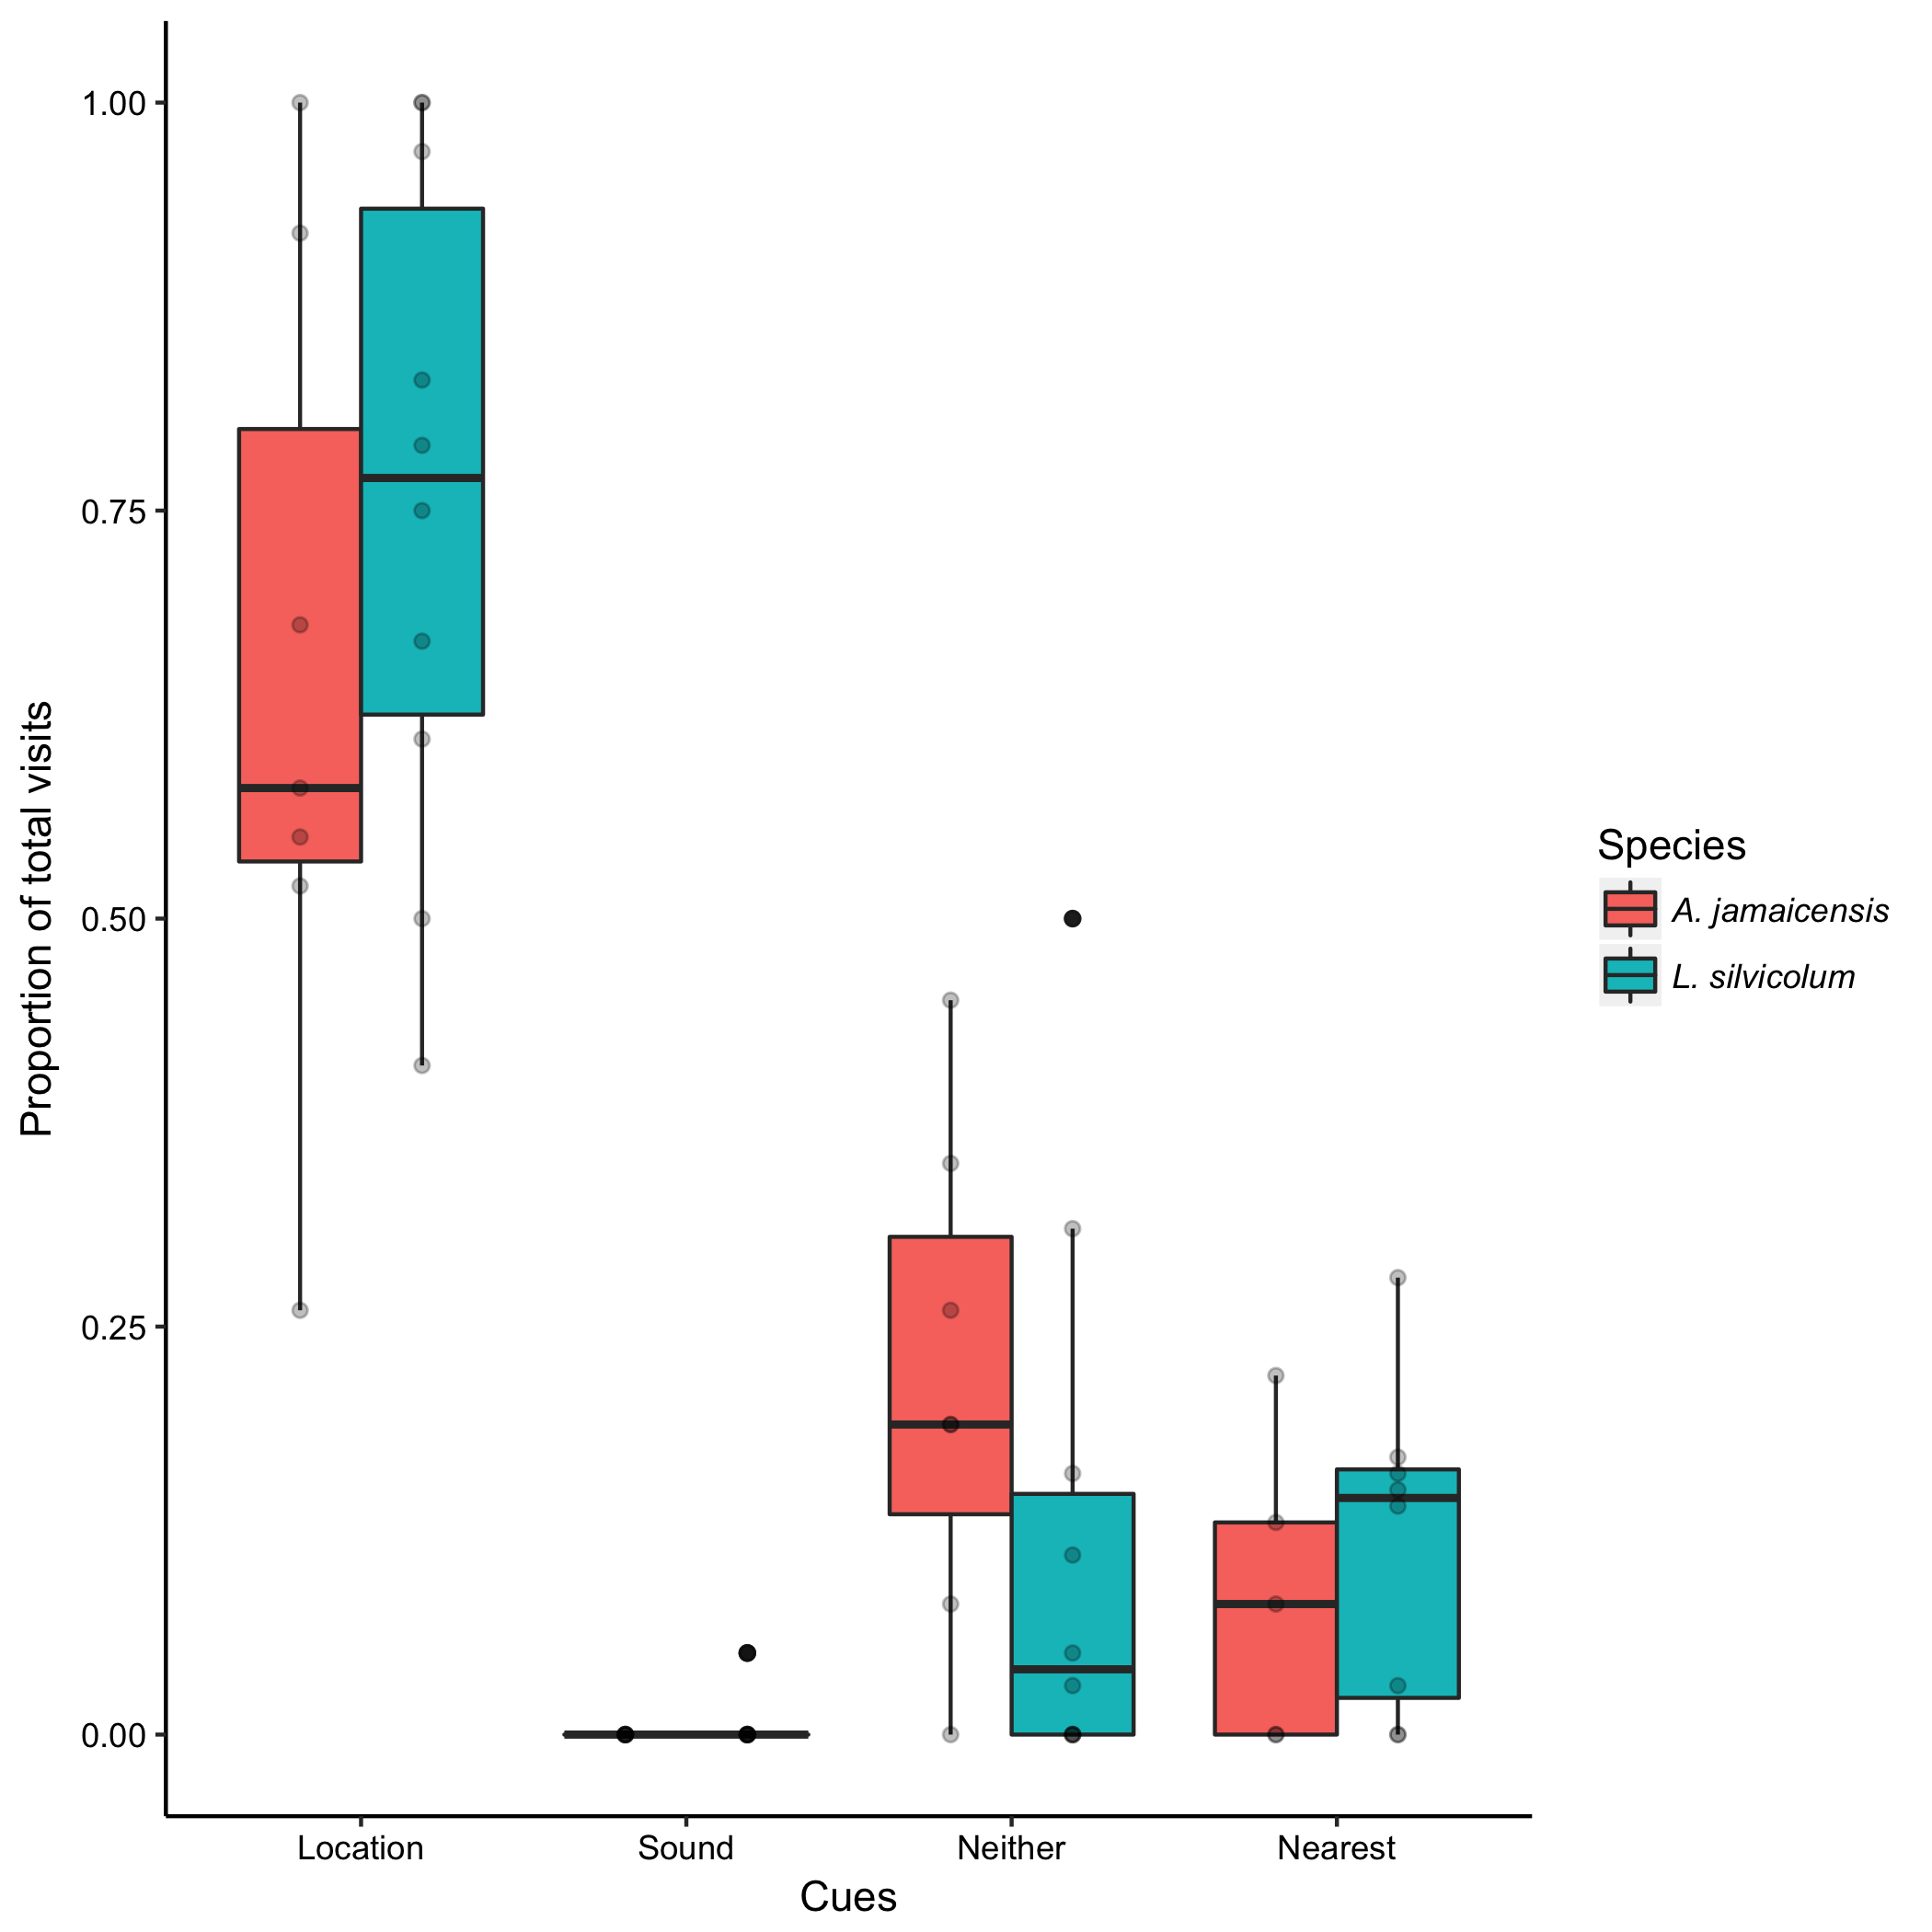 Proportion of total visits
1.00
0.75
0.50
0.25
0.00
Location
Sound
Neither
Nearest
Cues
Species
A. jamaicensis
L. silvicolum